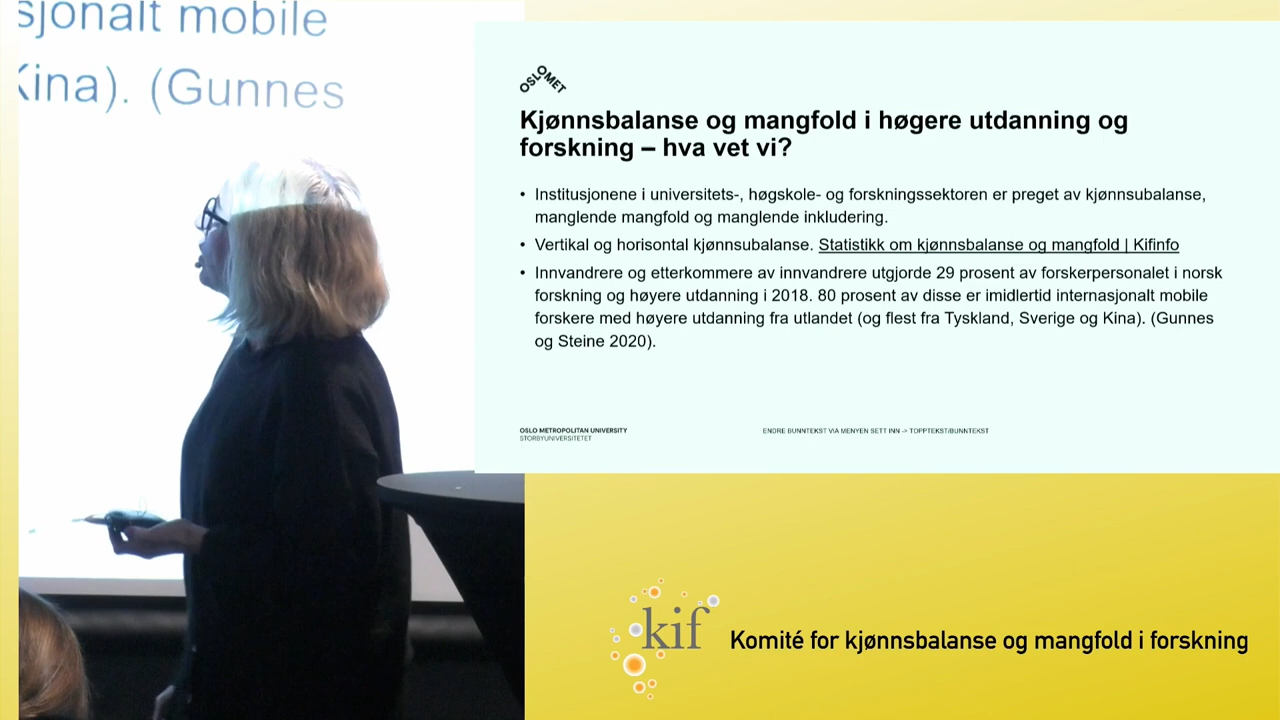 sjonalt mobile
Kina). (Gunnes
OSLOMET
Kjønnsbalanse og mangfold i høgere utdanning og
forskning – hva vet vi?
• Institusjonene i universitets-, høgskole- og forskningssektoren er preget av kjønnsubalanse,
manglende mangfold og manglende inkludering.
• Vertikal og horisontal kjønnsubalanse. Statistikk om kjønnsbalanse og mangfold | Kifinfo
• Innvandrere og etterkommere av innvandrere utgjorde 29 prosent av forskerpersonalet i norsk
forskning og høyere utdanning i 2018. 80 prosent av disse er imidlertid internasjonalt mobile
forskere med høyere utdanning fra utlandet (og flest fra Tyskland, Sverige og Kina). (Gunnes
og Steine 2020).
OSLO METROPOLITAN UNIVERSITY
STORBYUNIVERSITETET
ENDRE BUNNTEKST VIA MENYEN SETT INN -> TOPPTEKST/BUNNTEKST
kif
Komité for kjønnsbalanse og mangfold i forskning